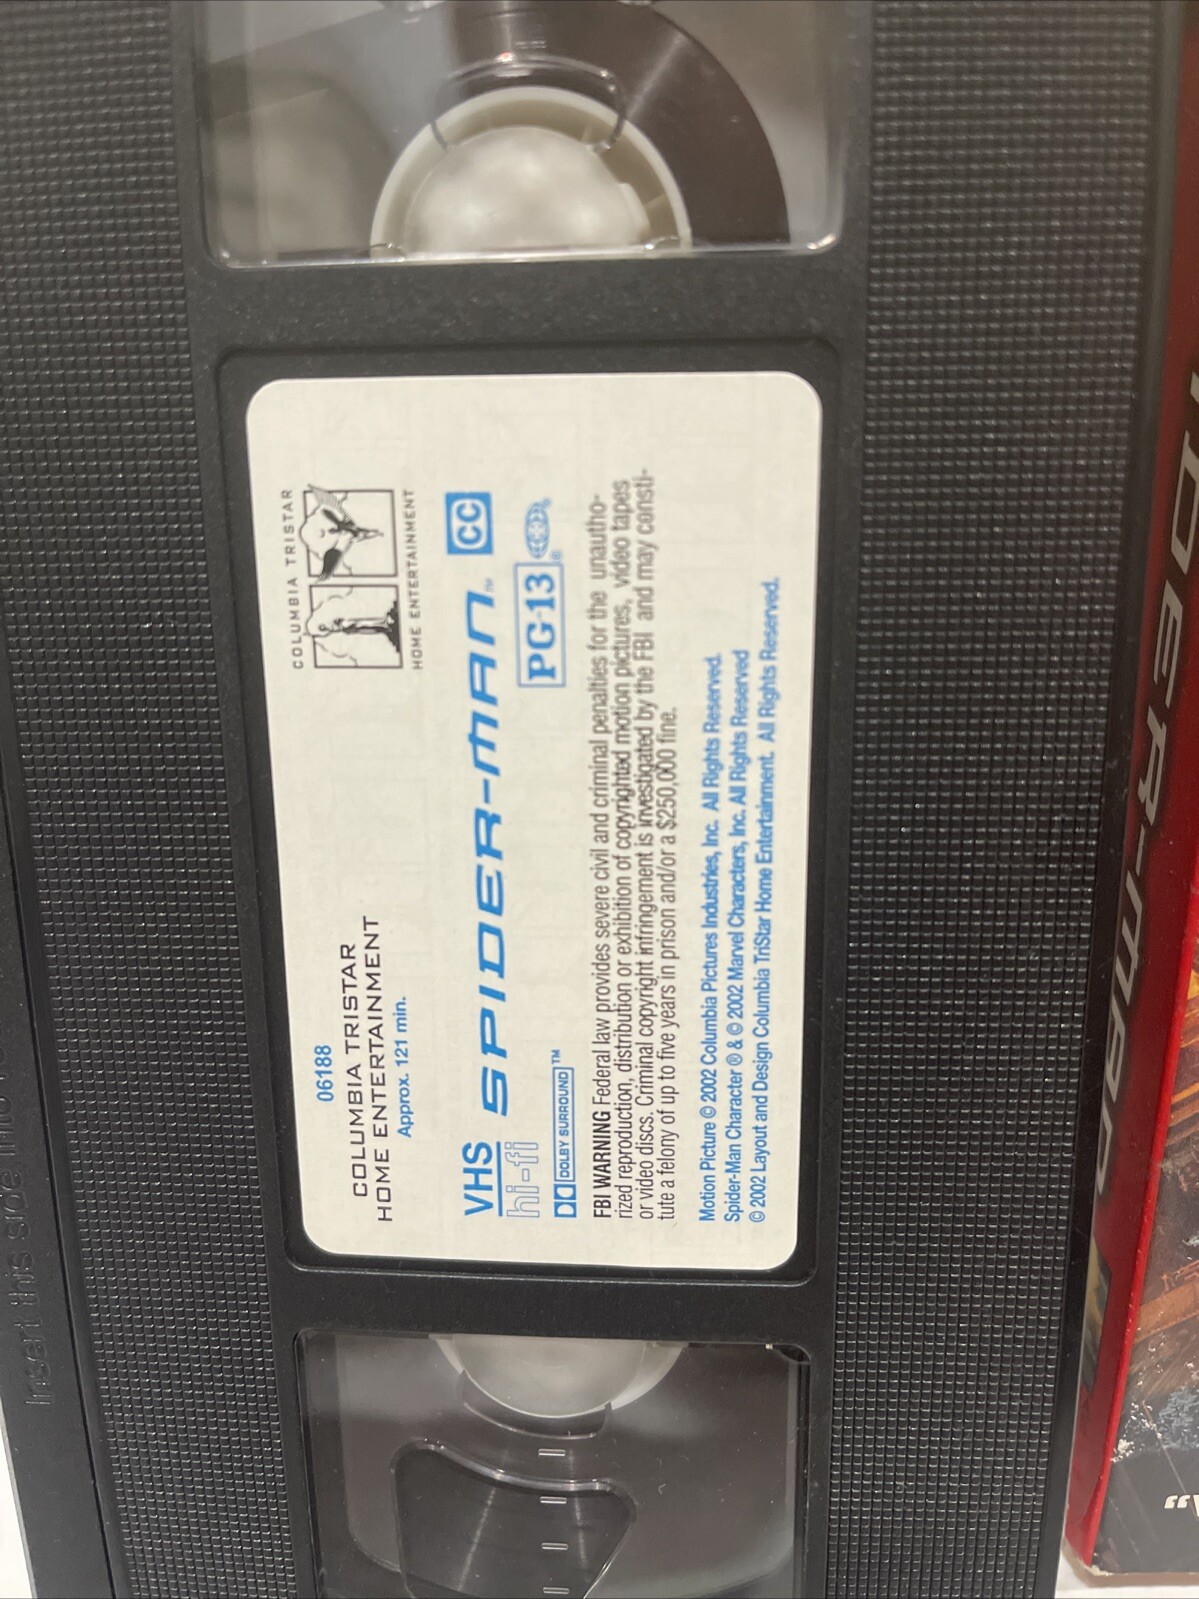 06188
COLUMBIA TRISTAR
HOME ENTERTAINMENT
Approx. 121 min.
COLUMBIA TRISTAR
HOME ENTERTAINMENT
VHS
hi-fi
SPIDER-MAN™
CC
DOLBY SURROUND™
PG-13
®
FBI WARNING Federal law provides severe civil and criminal penalties for the unautho-
rized reproduction, distribution or exhibition of copyrighted motion pictures, video tapes
or video discs. Criminal copyright infringement is investigated by the FBI and may consti-
tute a felony of up to five years in prison and/or a $250,000 fine.
Motion Picture © 2002 Columbia Pictures Industries, Inc. All Rights Reserved.
Spider-Man Character ® & © 2002 Marvel Characters, Inc. All Rights Reserved
© 2002 Layout and Design Columbia TriStar Home Entertainment. All Rights Reserved.
Insert this side
IDER-MAN